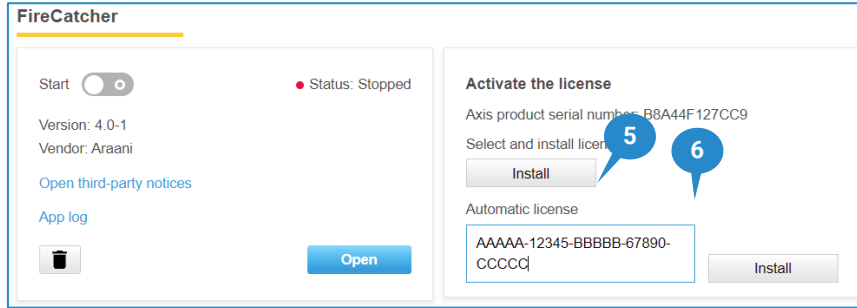 FireCatcher
Start
Status: Stopped
Version: 4.0-1
Vendor: Araani
Open third-party notices
App log
Open
Activate the license
Axis product serial number: B8A44F127CC9
Select and install licen
5
6
Install
Automatic license
AAAAA-12345-BBBBB-67890-
CCCCC
Install